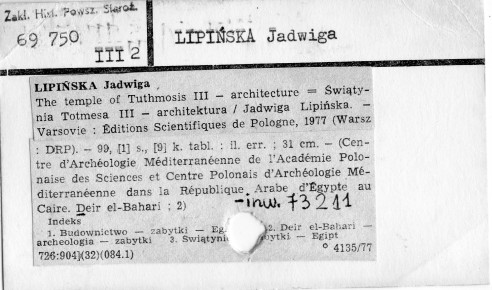 Zakł. Hist. Powsz. Staroż.
69 750
III 2
LIPIŃSKA Jadwiga
LIPIŃSKA Jadwiga
The temple of Tuthmosis III — architecture = Świąty-
nia Totmesa III — architektura / Jadwiga Lipińska. —
Varsovie : Éditions Scientifiques de Pologne, 1977 (Warsz
: DRP). — 99, [1] s., [9] k. tabl. : il. err. ; 31 cm. — (Cen-
tre d'Archéologie Méditerranéenne de l'Académie Polo-
naise des Sciences et Centre Polonais d'Archéologie Mé-
diterranéenne dans la République Arabe d'Égypte au
Caire. Deir el-Bahari ; 2)
-inw. 73211
Indeks
1. Budownictwo — zabytki — Eg 2. Deir el-Bahari —
archeologia — zabytki 3. Świątynie bytki — Egipt
726:904](32)(084.1)
° 4135/77